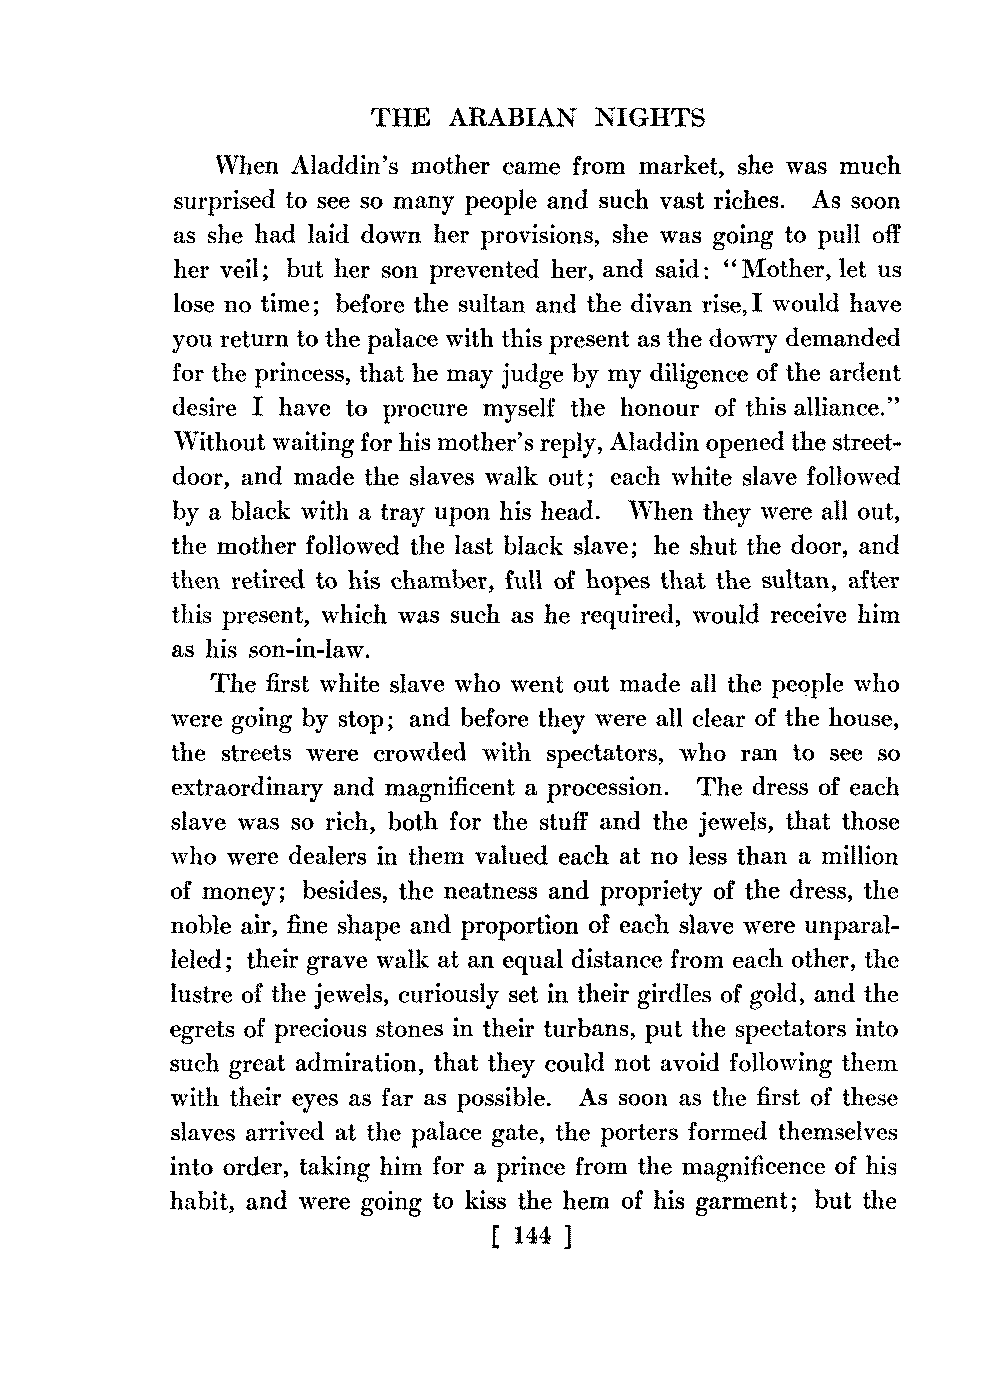 THE ARABIAN NIGHTS
When Aladdin's mother came from market, she was much
surprised to see so many people and such vast riches. As soon
as she had laid down her provisions, she was going to pull off
her veil; but her son prevented her, and said: "Mother, let us
lose no time; before the sultan and the divan rise, I would have
you return to the palace with this present as the dowry demanded
for the princess, that he may judge by my diligence of the ardent
desire I have to procure myself the honour of this alliance."
Without waiting for his mother's reply, Aladdin opened the street-
door, and made the slaves walk out; each white slave followed
by a black with a tray upon his head. When they were all out,
the mother followed the last black slave; he shut the door, and
then retired to his chamber, full of hopes that the sultan, after
this present, which was such as he required, would receive him
as his son-in-law.
The first white slave who went out made all the people who
were going by stop; and before they were all clear of the house,
the streets were crowded with spectators, who ran to see so
extraordinary and magnificent a procession. The dress of each
slave was so rich, both for the stuff and the jewels, that those
who were dealers in them valued each at no less than a million
of money; besides, the neatness and propriety of the dress, the
noble air, fine shape and proportion of each slave were unparal-
leled; their grave walk at an equal distance from each other, the
lustre of the jewels, curiously set in their girdles of gold, and the
egrets of precious stones in their turbans, put the spectators into
such great admiration, that they could not avoid following them
with their eyes as far as possible. As soon as the first of these
slaves arrived at the palace gate, the porters formed themselves
into order, taking him for a prince from the magnificence of his
habit, and were going to kiss the hem of his garment; but the
[ 144 ]